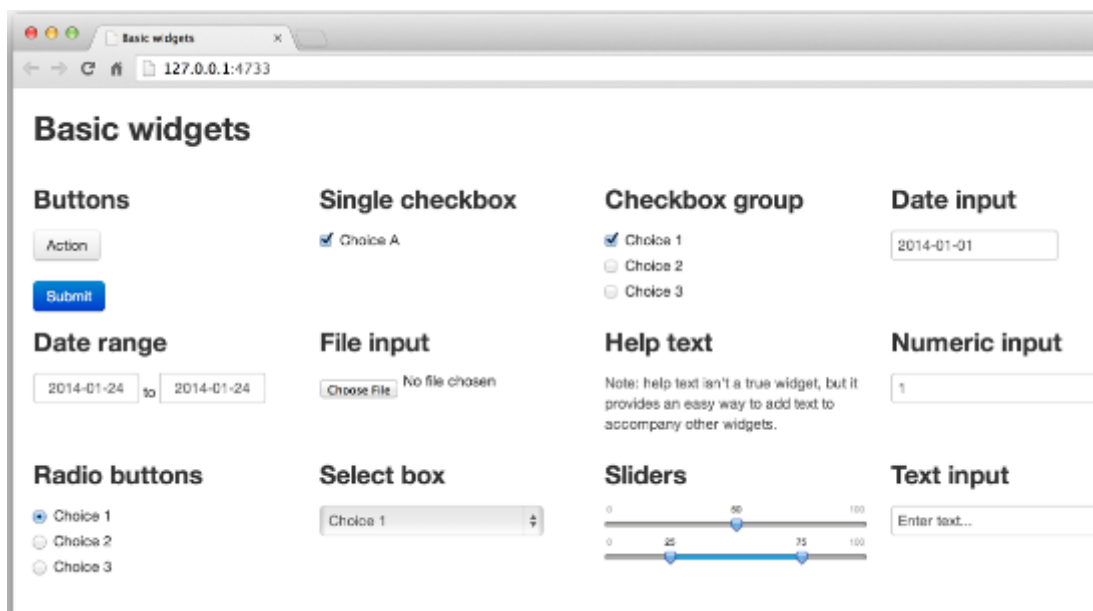 Basic widgets
127.0.0.1:4733
Basic widgets
Buttons
Action
Submit
Single checkbox
Choice A
Checkbox group
Choice 1
Choice 2
Choice 3
Date input
2014-01-01
Date range
2014-01-24 to 2014-01-24
File input
Choose File No file chosen
Help text
Note: help text isn't a true widget, but it
provides an easy way to add text to
accompany other widgets.
Numeric input
1
Radio buttons
Choice 1
Choice 2
Choice 3
Select box
Choice 1
Sliders
0 50 100
0 25 75 100
Text input
Enter text...